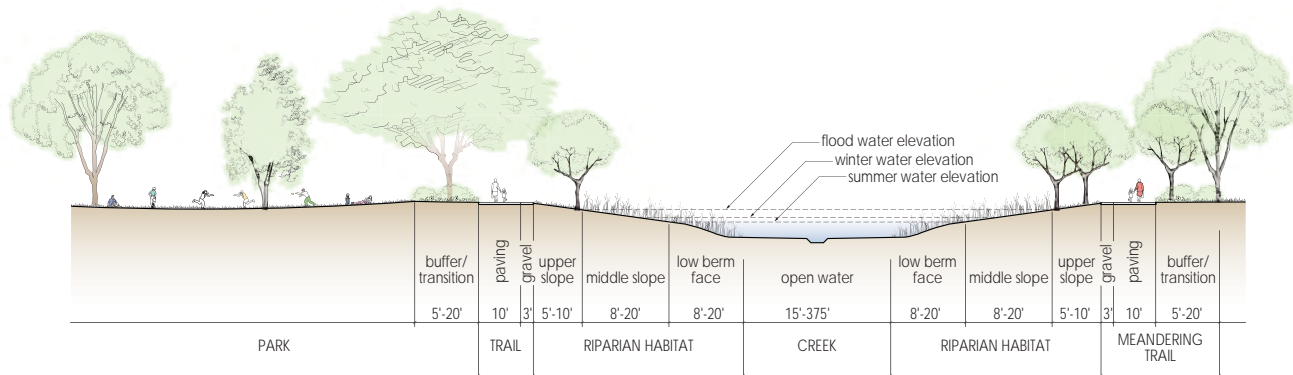 flood water elevation
winter water elevation
summer water elevation
buffer/
transition
paving
gravel
upper
slope
middle slope
low berm
face
open water
low berm
face
middle slope
upper
slope
gravel
paving
buffer/
transition
5'-20' 10' 3' 5'-10' 8'-20' 8'-20' 15'-375' 8'-20' 8'-20' 5'-10' 3' 10' 5'-20'
PARK
TRAIL
RIPARIAN HABITAT
CREEK
RIPARIAN HABITAT
MEANDERING
TRAIL